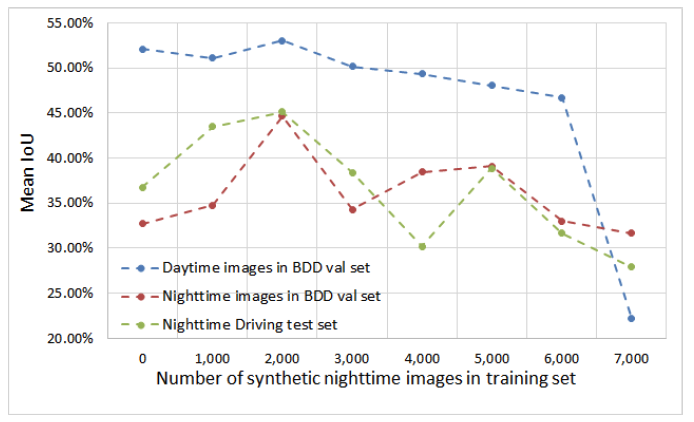 55.00%
50.00%
45.00%
40.00%
35.00%
30.00%
25.00%
20.00%
Mean IoU
Daytime images in BDD val set
Nighttime images in BDD val set
Nighttime Driving test set
0 1,000 2,000 3,000 4,000 5,000 6,000 7,000
Number of synthetic nighttime images in training set